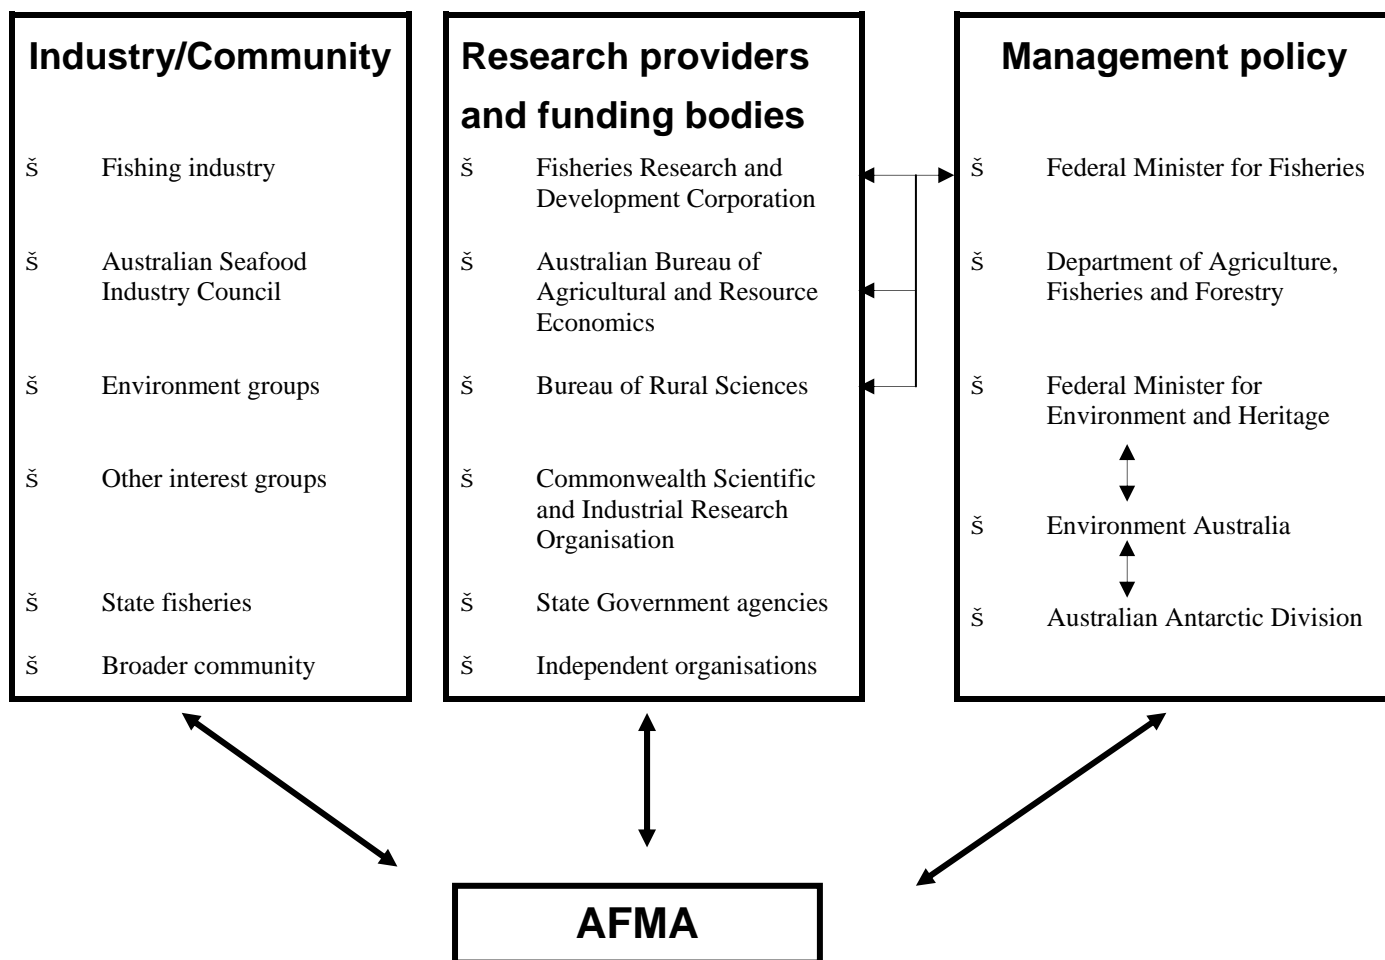 Industry/Community
š Fishing industry
š Australian Seafood
Industry Council
š Environment groups
š Other interest groups
š State fisheries
š Broader community
Research providers
and funding bodies
š Fisheries Research and
Development Corporation
š Australian Bureau of
Agricultural and Resource
Economics
š Bureau of Rural Sciences
š Commonwealth Scientific
and Industrial Research
Organisation
š State Government agencies
š Independent organisations
Management policy
š Federal Minister for Fisheries
š Department of Agriculture,
Fisheries and Forestry
š Federal Minister for
Environment and Heritage
š Environment Australia
š Australian Antarctic Division
AFMA